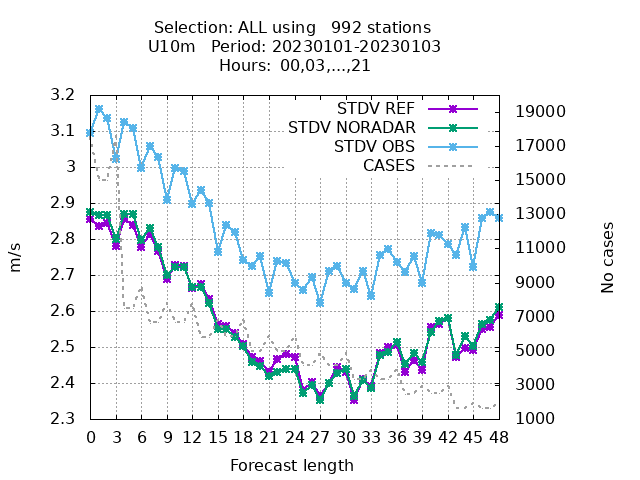 Selection: ALL using   992 stations
U10m   Period: 20230101-20230103
Hours: 00,03,...,21
STDV REF
STDV NORADAR
STDV OBS
CASES
3.2
3.1
3
2.9
2.8
2.7
2.6
2.5
2.4
2.3
m/s
19000
17000
15000
13000
11000
9000
7000
5000
3000
1000
No cases
0 3 6 9 12 15 18 21 24 27 30 33 36 39 42 45 48
Forecast length